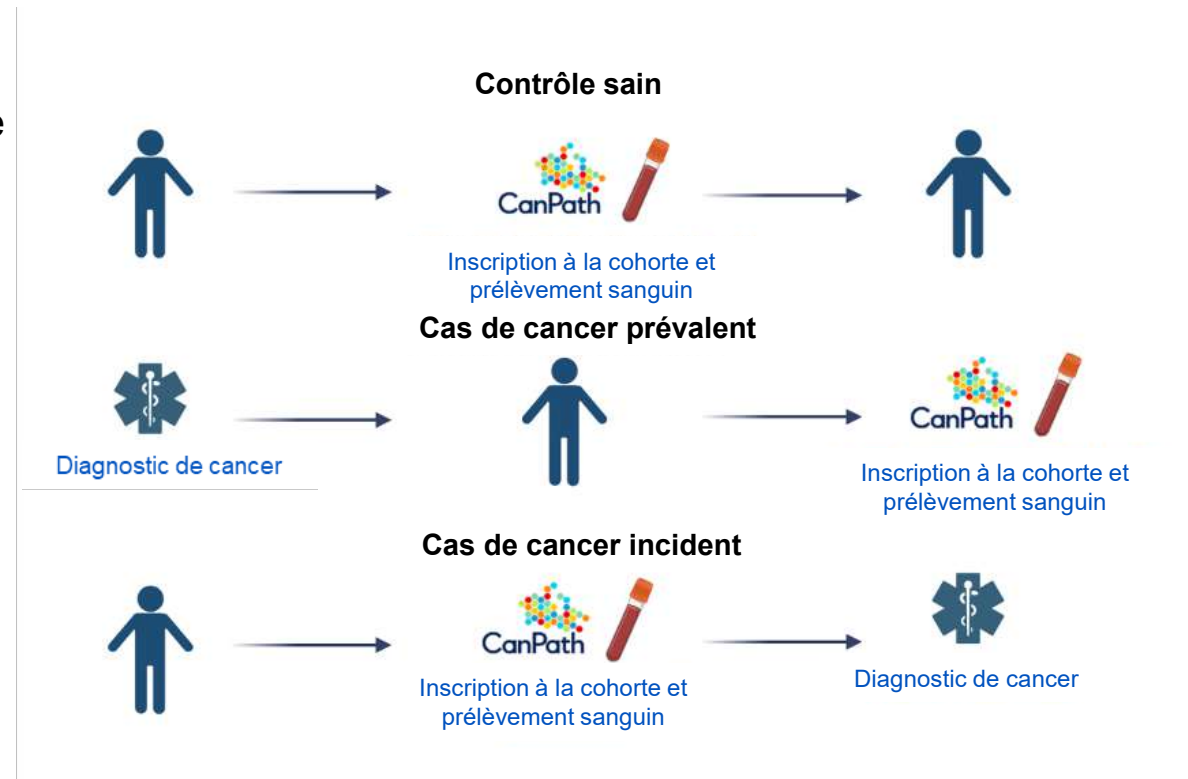 e
Contrôle sain
CanPath
Inscription à la cohorte et
prélèvement sanguin
Cas de cancer prévalent
Diagnostic de cancer
CanPath
Inscription à la cohorte et
prélèvement sanguin
Cas de cancer incident
CanPath
Inscription à la cohorte et
prélèvement sanguin
Diagnostic de cancer